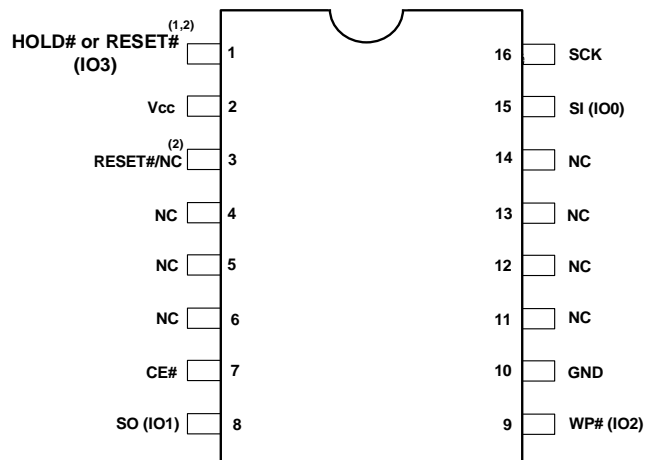 (1,2)
HOLD# or RESET# 1 16 SCK
(IO3)
Vcc 2 15 SI (IO0)
(2)
RESET#/NC 3 14 NC
NC 4 13 NC
NC 5 12 NC
NC 6 11 NC
CE# 7 10 GND
SO (IO1) 8 9 WP# (IO2)